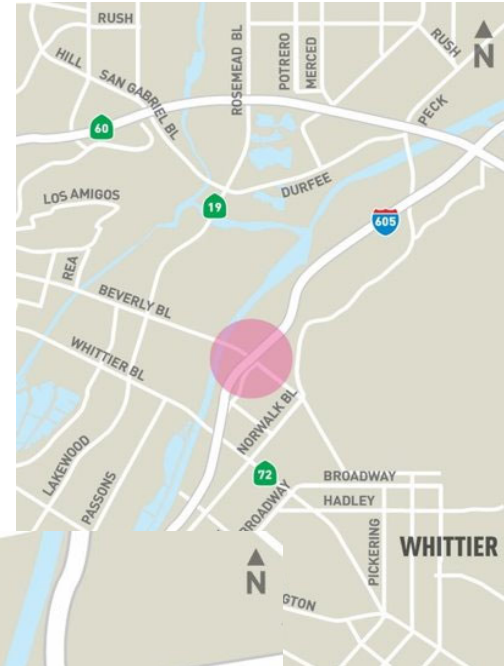 RUSH
HILL
SAN GABRIEL BL
ROSEMEAD BL
POTRERO
MERCED
RUSH
N
PECK
60
DURFEE
LOS AMIGOS
19
605
REA
BEVERLY BL
WHITTIER BL
NORWALK BL
LAKEWOOD
PASSONS
72
BROADWAY
BROADWAY
HADLEY
PICKERING
WHITTIER
N
GTON